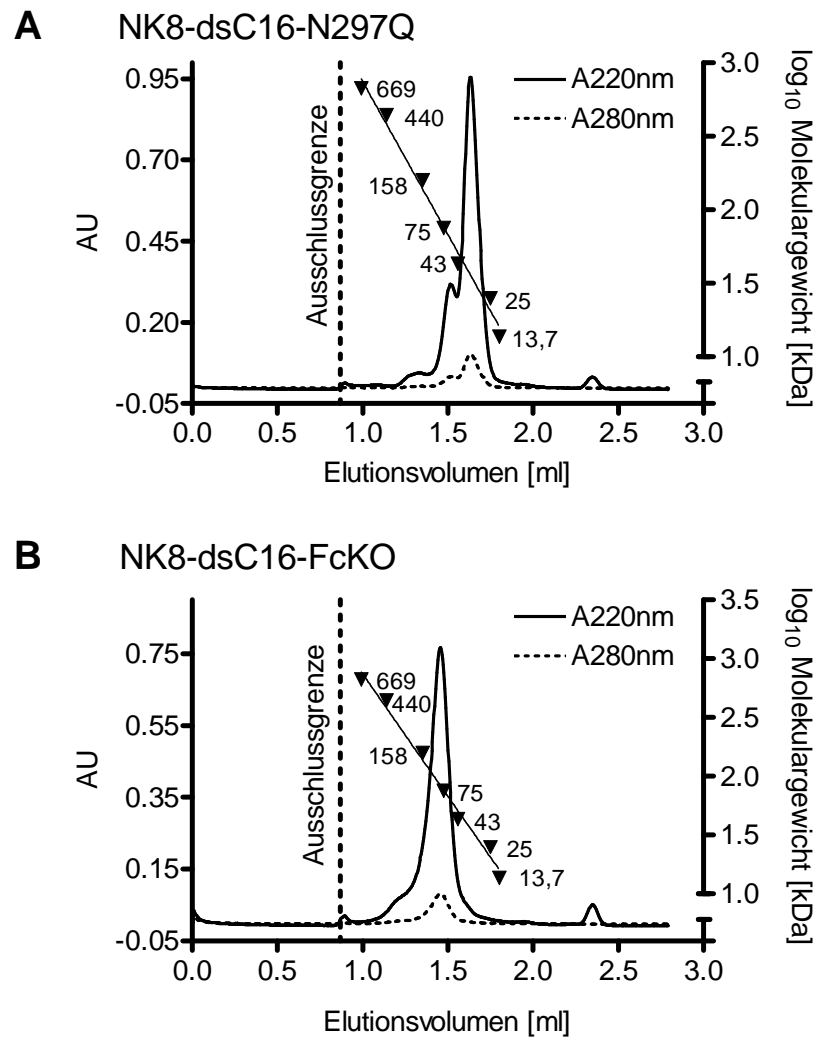 A
NK8-dsC16-N297Q
A220nm
A280nm
AU
0.95
0.70
0.45
0.20
-0.05
Ausschlussgrenze
669
440
158
75
43
25
13,7
3.0
2.5
2.0
1.5
1.0
log10 Molekulargewicht [kDa]
0.0 0.5 1.0 1.5 2.0 2.5 3.0
Elutionsvolumen [ml]
B
NK8-dsC16-FcKO
A220nm
A280nm
AU
0.75
0.55
0.35
0.15
-0.05
Ausschlussgrenze
669
440
158
75
43
25
13,7
3.5
3.0
2.5
2.0
1.5
1.0
log10 Molekulargewicht [kDa]
0.0 0.5 1.0 1.5 2.0 2.5 3.0
Elutionsvolumen [ml]